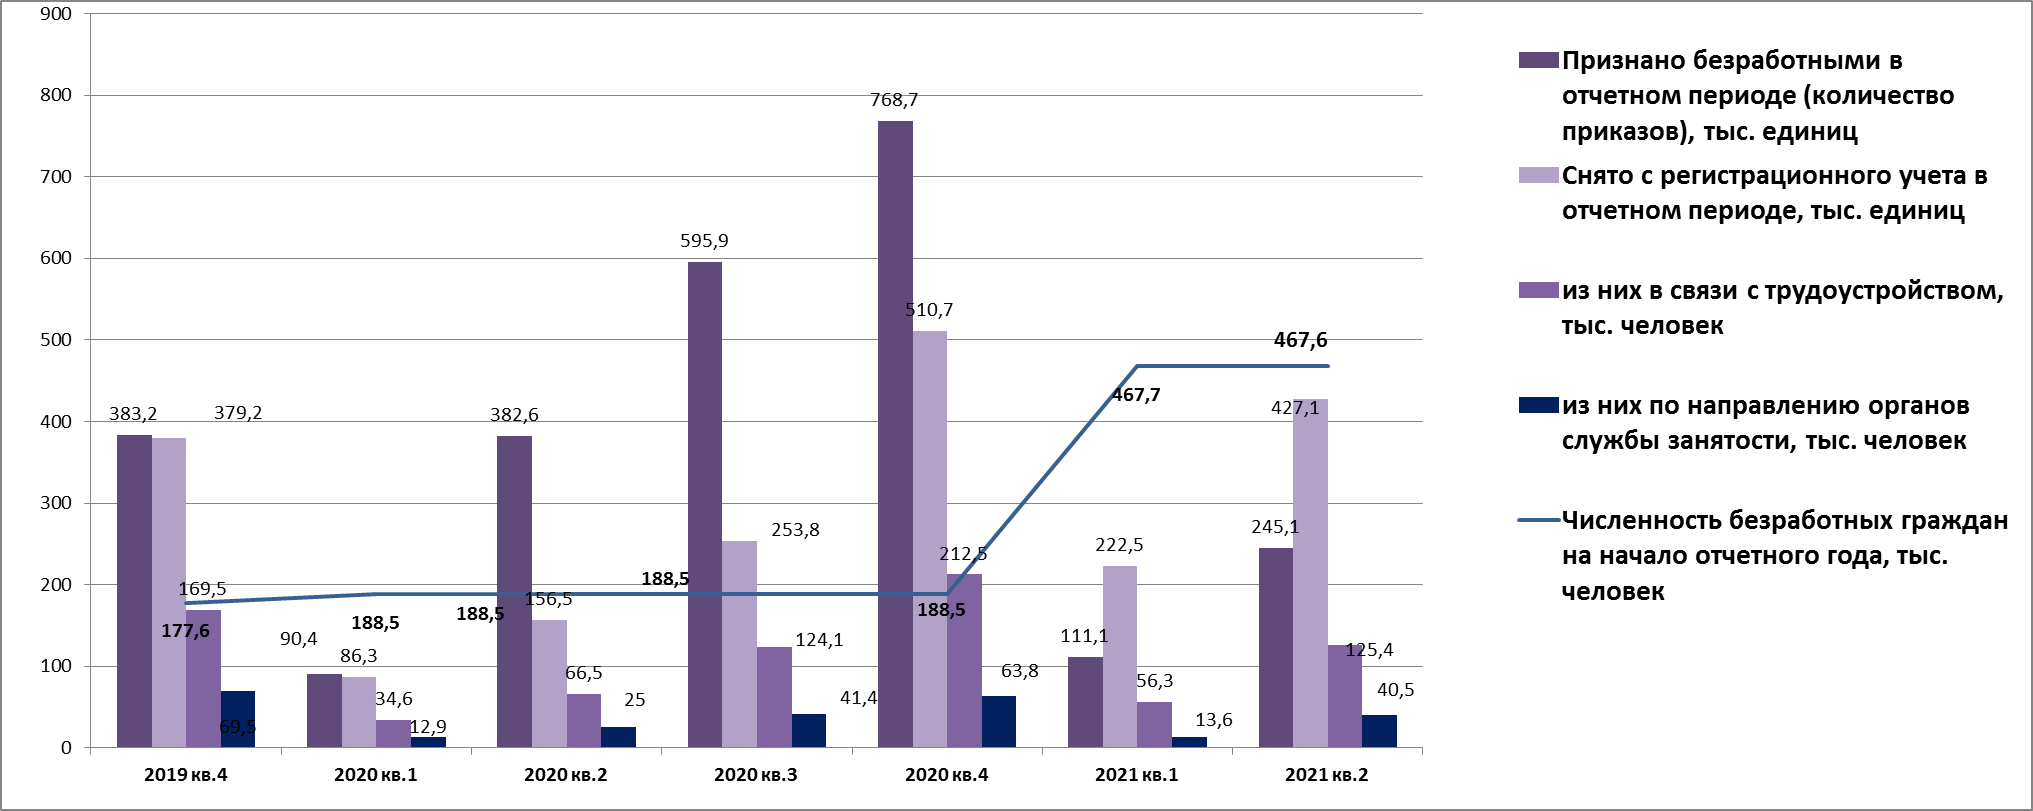 900
800
700
600
500
400
300
200
100
0
383,2
379,2
169,5
177,6
69,5
90,4
188,5
86,3
34,6
12,9
382,6
188,5
156,5
66,5
25
595,9
188,5
253,8
124,1
41,4
768,7
510,7
212,5
188,5
63,8
467,7
222,5
111,1
56,3
13,6
467,6
427,1
245,1
125,4
40,5
2019 кв.4
2020 кв.1
2020 кв.2
2020 кв.3
2020 кв.4
2021 кв.1
2021 кв.2
Признано безработными в
отчетном периоде (количество
приказов), тыс. единиц
Снято с регистрационного учета в
отчетном периоде, тыс. единиц
из них в связи с трудоустройством,
тыс. человек
из них по направлению органов
службы занятости, тыс. человек
Численность безработных граждан
на начало отчетного года, тыс.
человек